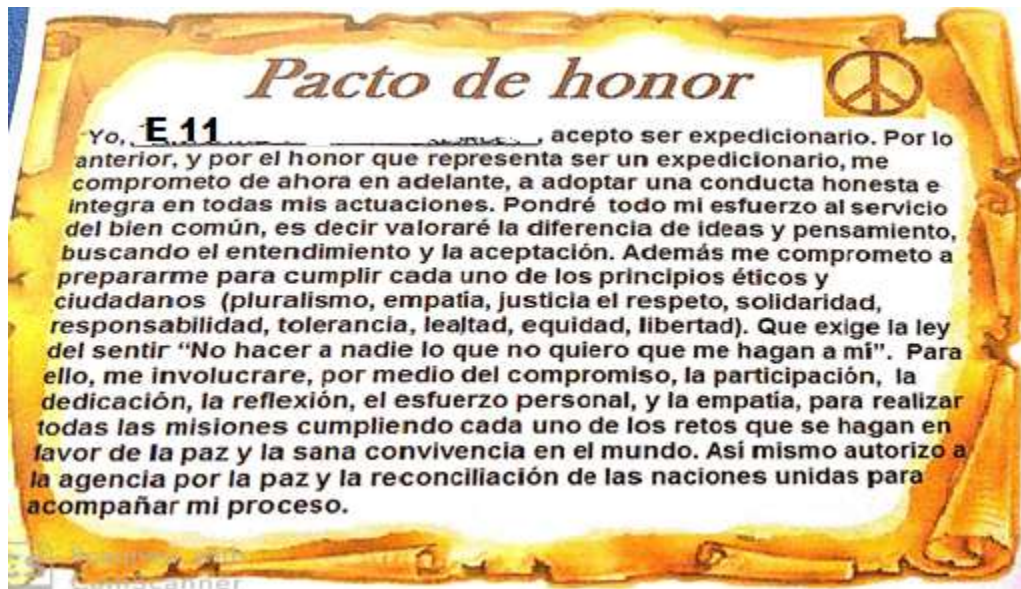 Pacto de honor
Yo, E 11, acepto ser expedicionario. Por lo
anterior, y por el honor que representa ser un expedicionario, me
comprometo de ahora en adelante, a adoptar una conducta honesta e
integra en todas mis actuaciones. Pondré todo mi esfuerzo al servicio
del bien común, es decir valoraré la diferencia de ideas y pensamiento,
buscando el entendimiento y la aceptación. Además me comprometo a
prepararme para cumplir cada uno de los principios éticos y
ciudadanos (pluralismo, empatía, justicia el respeto, solidaridad,
responsabilidad, tolerancia, lealtad, equidad, libertad). Que exige la ley
del sentir “No hacer a nadie lo que no quiero que me hagan a mi”. Para
ello, me involucrare, por medio del compromiso, la participación, la
dedicación, la reflexión, el esfuerzo personal, y la empatía, para realizar
todas las misiones cumpliendo cada uno de los retos que se hagan en
favor de la paz y la sana convivencia en el mundo. Así mismo autorizo a
la agencia por la paz y la reconciliación de las naciones unidas para
acompañar mi proceso.
CamScanner